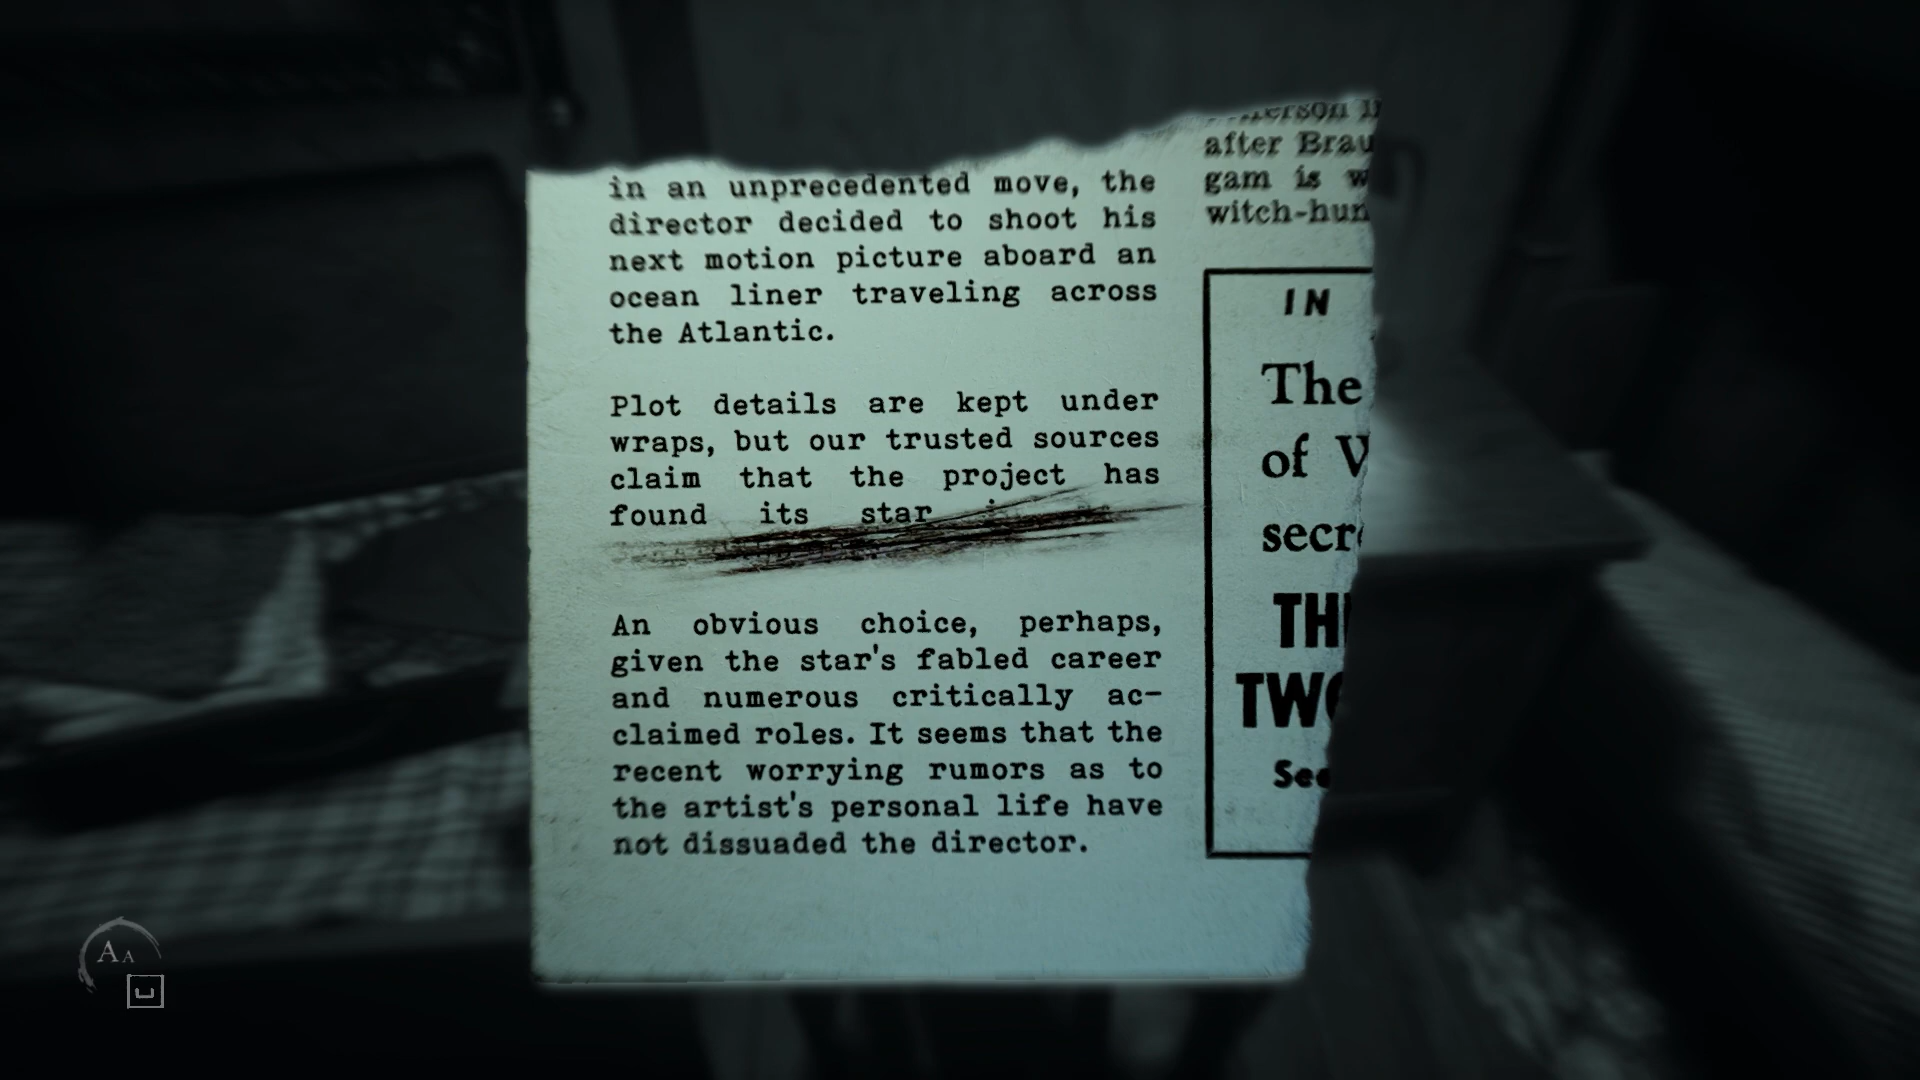 in an unprecedented move, the
director decided to shoot his
next motion picture aboard an
ocean liner traveling across
the Atlantic.
Plot details are kept under
wraps, but our trusted sources
claim that the project has
found its star
An obvious choice, perhaps,
given the star's fabled career
and numerous critically ac-
claimed roles. It seems that the
recent worrying rumors as to
the artist's personal life have
not dissuaded the director.
after Brau
gam is w
witch-hun
IN
The
of V
secre
THE
TWO
See
AA